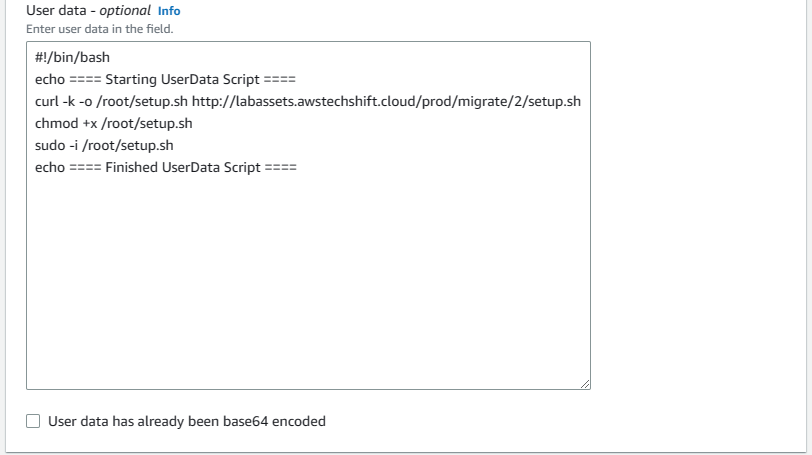 User data - optional Info
Enter user data in the field.
#!/bin/bash
echo ==== Starting UserData Script ====
curl -k -o /root/setup.sh http://labassets.awstechshift.cloud/prod/migrate/2/setup.sh
chmod +x /root/setup.sh
sudo -i /root/setup.sh
echo ==== Finished UserData Script ====
User data has already been base64 encoded